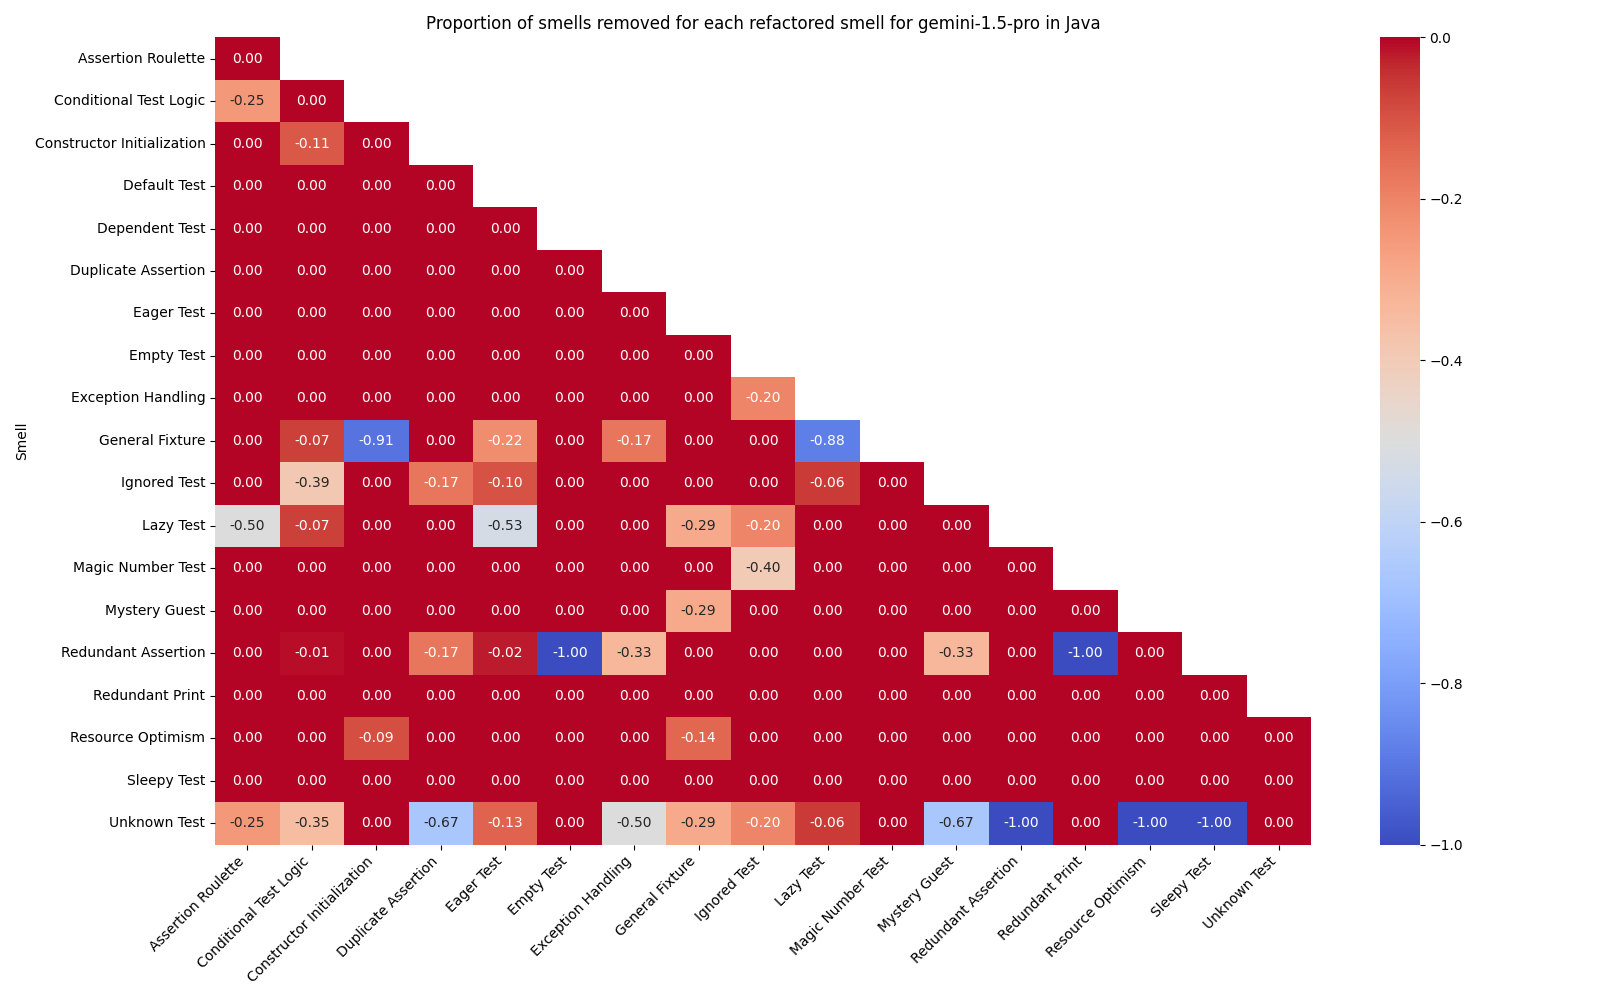 Proportion of smells removed for each refactored smell for gemini-1.5-pro in Java
Smell
Assertion Roulette 0.00
Conditional Test Logic -0.25 0.00
Constructor Initialization 0.00 -0.11 0.00
Default Test 0.00 0.00 0.00 0.00
Dependent Test 0.00 0.00 0.00 0.00 0.00
Duplicate Assertion 0.00 0.00 0.00 0.00 0.00 0.00
Eager Test 0.00 0.00 0.00 0.00 0.00 0.00 0.00
Empty Test 0.00 0.00 0.00 0.00 0.00 0.00 0.00 0.00
Exception Handling 0.00 0.00 0.00 0.00 0.00 0.00 0.00 0.00 -0.20
General Fixture 0.00 -0.07 -0.91 0.00 -0.22 0.00 -0.17 0.00 0.00 -0.88
Ignored Test 0.00 -0.39 0.00 -0.17 -0.10 0.00 0.00 0.00 0.00 -0.06 0.00
Lazy Test -0.50 -0.07 0.00 0.00 -0.53 0.00 0.00 -0.29 -0.20 0.00 0.00 0.00
Magic Number Test 0.00 0.00 0.00 0.00 0.00 0.00 0.00 0.00 -0.40 0.00 0.00 0.00 0.00
Mystery Guest 0.00 0.00 0.00 0.00 0.00 0.00 0.00 -0.29 0.00 0.00 0.00 0.00 0.00 0.00
Redundant Assertion 0.00 -0.01 0.00 -0.17 -0.02 -1.00 -0.33 0.00 0.00 0.00 0.00 -0.33 0.00 -1.00 0.00
Redundant Print 0.00 0.00 0.00 0.00 0.00 0.00 0.00 0.00 0.00 0.00 0.00 0.00 0.00 0.00 0.00 0.00
Resource Optimism 0.00 0.00 -0.09 0.00 0.00 0.00 0.00 -0.14 0.00 0.00 0.00 0.00 0.00 0.00 0.00 0.00 0.00
Sleepy Test 0.00 0.00 0.00 0.00 0.00 0.00 0.00 0.00 0.00 0.00 0.00 0.00 0.00 0.00 0.00 0.00 0.00
Unknown Test -0.25 -0.35 0.00 -0.67 -0.13 0.00 -0.50 -0.29 -0.20 -0.06 0.00 -0.67 -1.00 0.00 -1.00 -1.00 0.00
Assertion Roulette
Conditional Test Logic
Constructor Initialization
Duplicate Assertion
Eager Test
Empty Test
Exception Handling
General Fixture
Ignored Test
Lazy Test
Magic Number Test
Mystery Guest
Redundant Assertion
Redundant Print
Resource Optimism
Sleepy Test
Unknown Test
0.0
−0.2
−0.4
−0.6
−0.8
−1.0